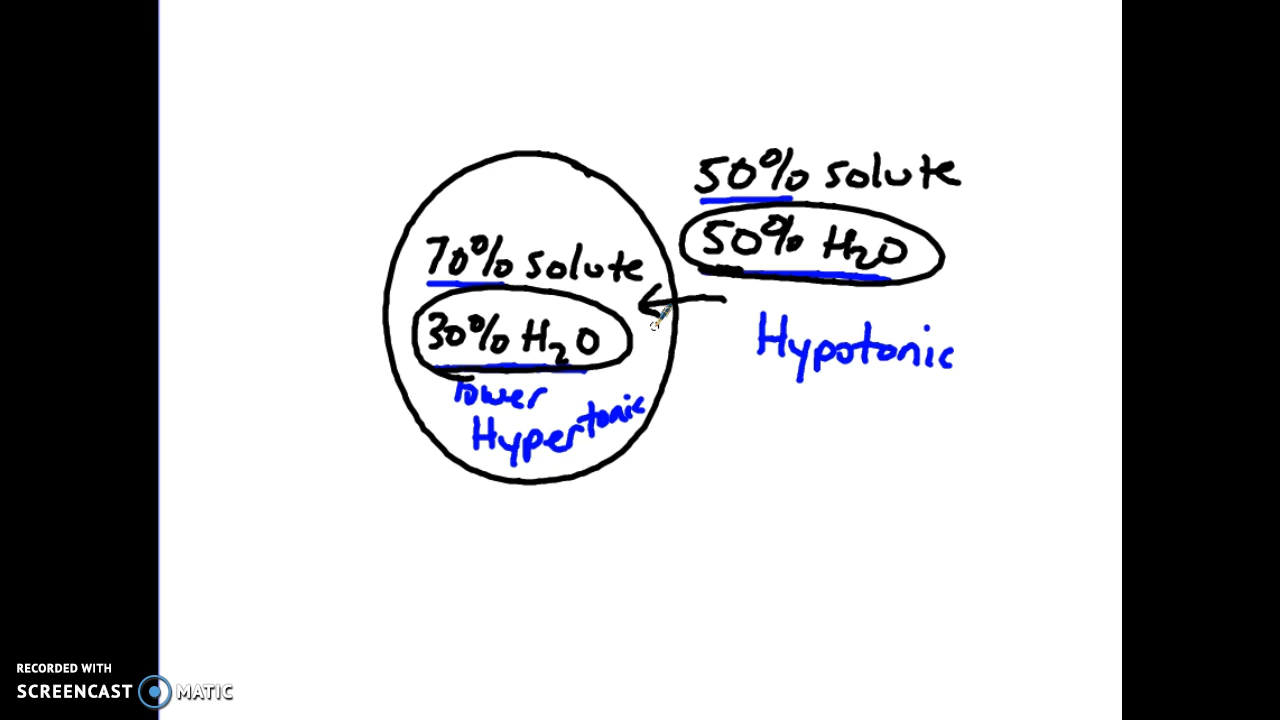 50% solute
50% H₂O
70% solute
30% H₂O
Hypotonic
lower
Hypertonic
RECORDED WITH
SCREENCAST MATIC